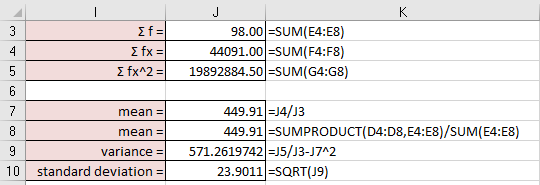 I J K
3 Σ f = 98.00 =SUM(E4:E8)
4 Σ fx = 44091.00 =SUM(F4:F8)
5 Σ fx^2 = 19892884.50 =SUM(G4:G8)
6
7 mean = 449.91 =J4/J3
8 mean = 449.91 =SUMPRODUCT(D4:D8,E4:E8)/SUM(E4:E8)
9 variance = 571.2619742 =J5/J3-J7^2
10 standard deviation = 23.9011 =SQRT(J9)